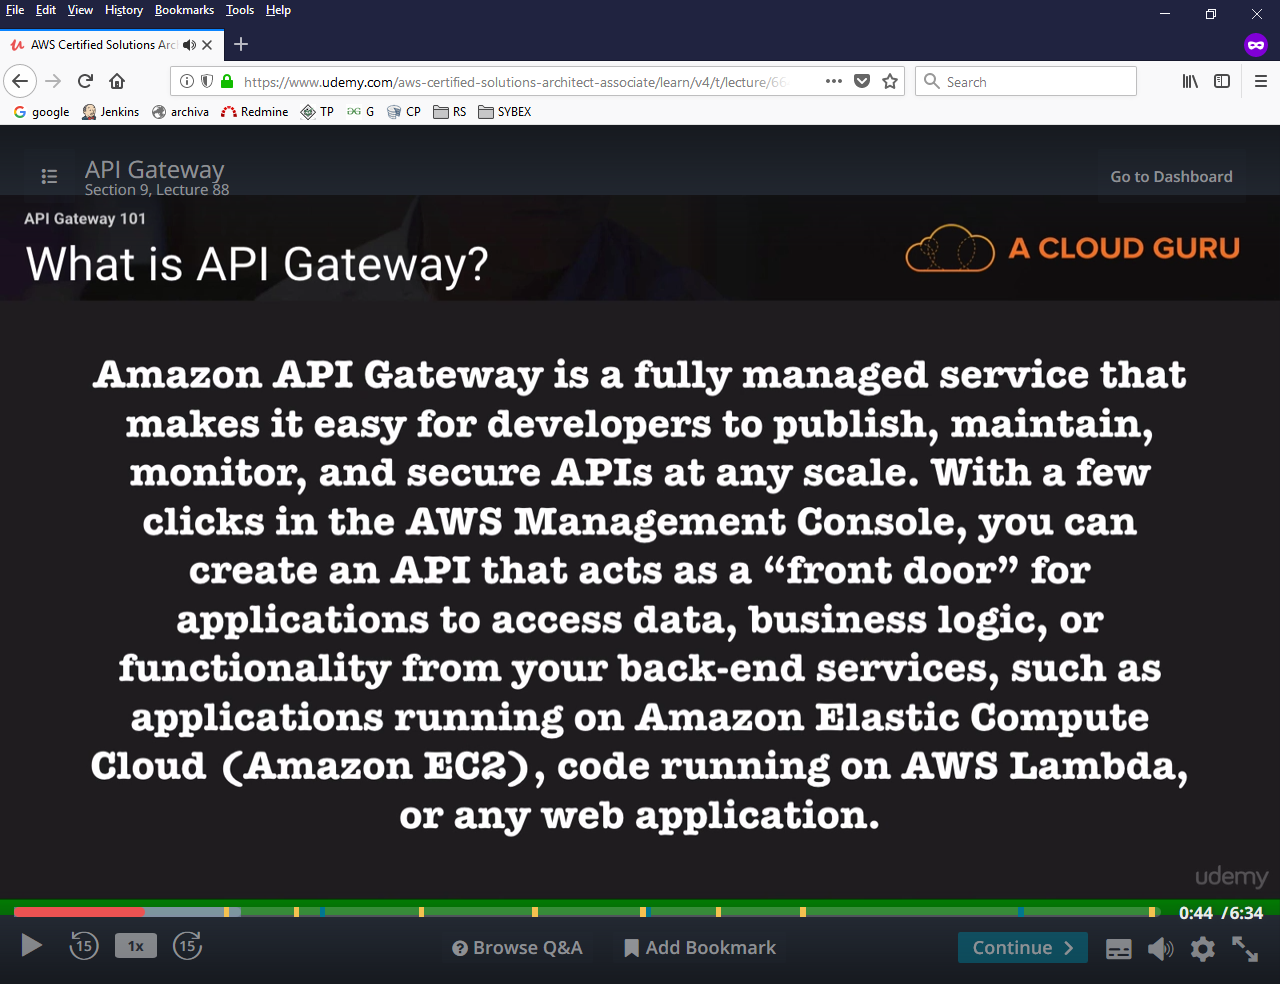 File Edit View History Bookmarks Tools Help
AWS Certified Solutions Arc
https://www.udemy.com/aws-certified-solutions-architect-associate/learn/v4/t/lecture/66
Search
google Jenkins archiva Redmine TP G CP RS SYBEX
API Gateway
Section 9, Lecture 88
Go to Dashboard
API Gateway 101
What is API Gateway?
A CLOUD GURU
Amazon API Gateway is a fully managed service that
makes it easy for developers to publish, maintain,
monitor, and secure APIs at any scale. With a few
clicks in the AWS Management Console, you can
create an API that acts as a “front door” for
applications to access data, business logic, or
functionality from your back-end services, such as
applications running on Amazon Elastic Compute
Cloud (Amazon EC2), code running on AWS Lambda,
or any web application.
udemy
0:44 /6:34
15 1x 15 Browse Q&A Add Bookmark Continue